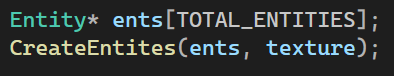 Entity* ents[TOTAL_ENTITIES];
CreateEntites(ents, texture);